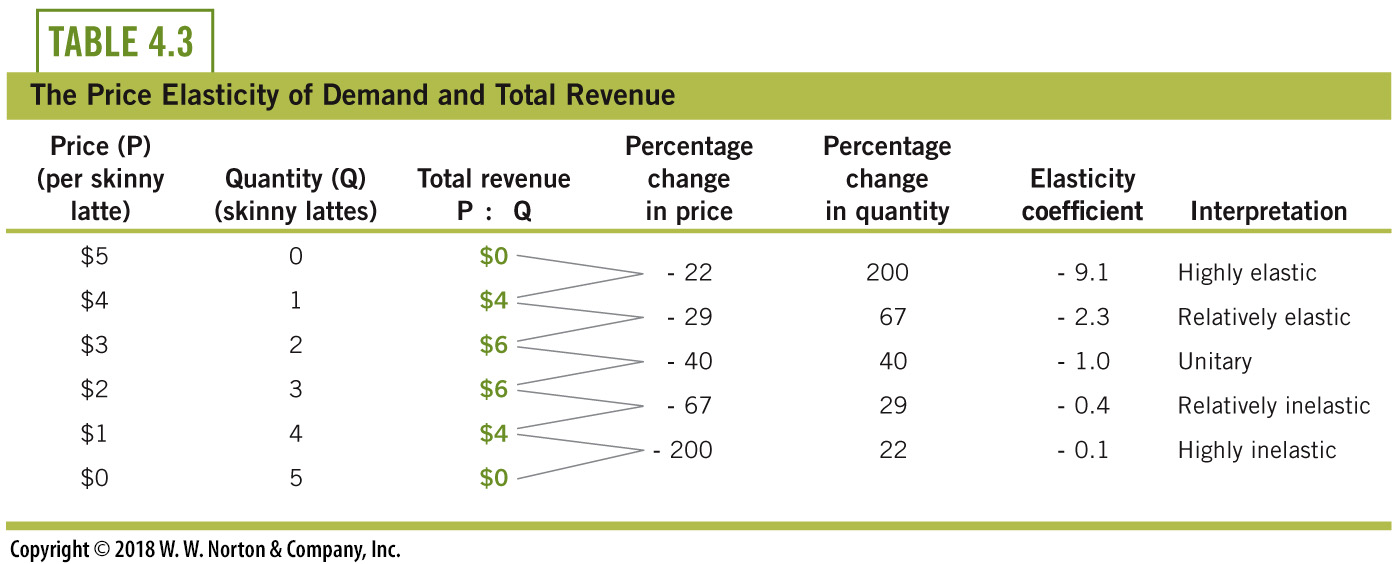 TABLE 4.3
The Price Elasticity of Demand and Total Revenue
Price (P) Percentage Percentage
(per skinny Quantity (Q) Total revenue change change Elasticity
latte) (skinny lattes) P : Q in price in quantity coefficient Interpretation
$5 0 $0
- 22 200 - 9.1 Highly elastic
$4 1 $4
- 29 67 - 2.3 Relatively elastic
$3 2 $6
- 40 40 - 1.0 Unitary
$2 3 $6
- 67 29 - 0.4 Relatively inelastic
$1 4 $4
- 200 22 - 0.1 Highly inelastic
$0 5 $0
Copyright © 2018 W. W. Norton & Company, Inc.